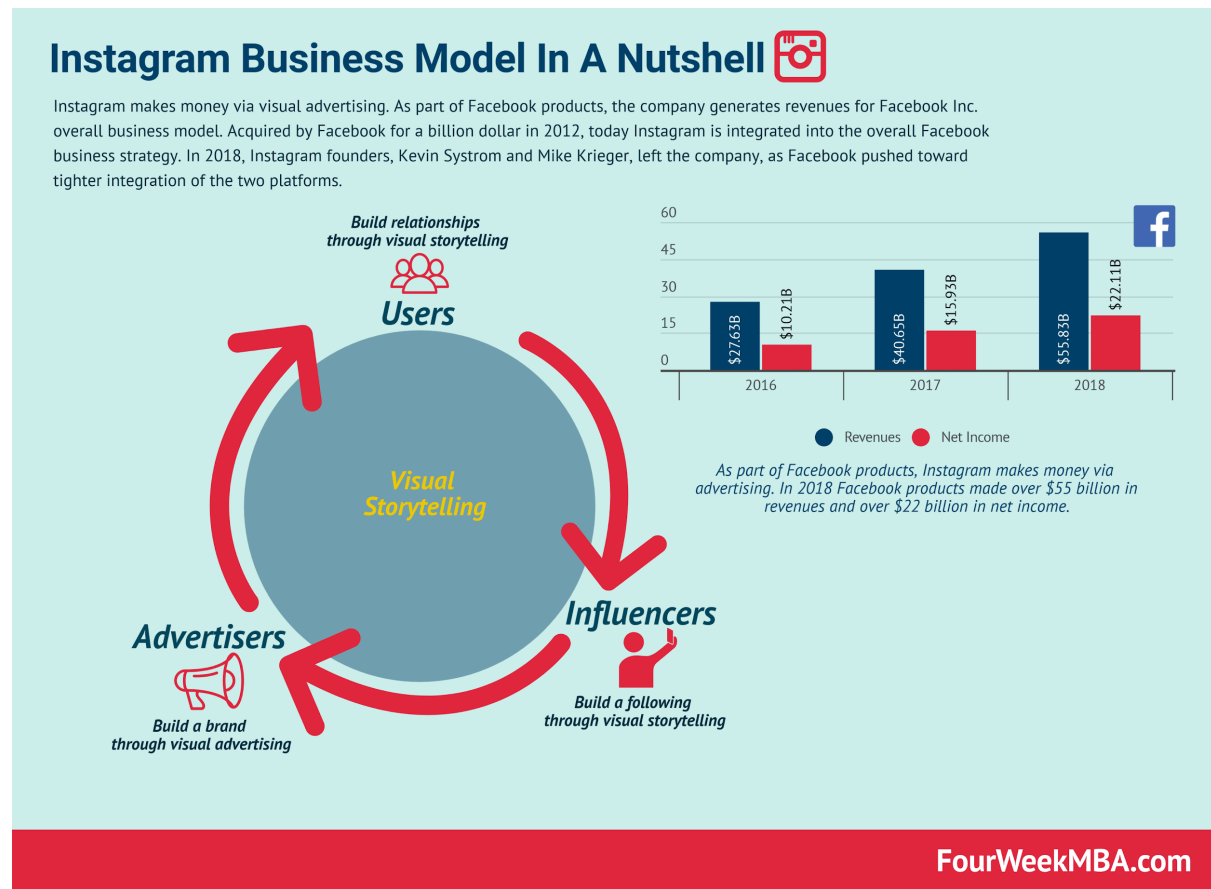 Instagram Business Model In A Nutshell
Instagram makes money via visual advertising. As part of Facebook products, the company generates revenues for Facebook Inc.
overall business model. Acquired by Facebook for a billion dollar in 2012, today Instagram is integrated into the overall Facebook
business strategy. In 2018, Instagram founders, Kevin Systrom and Mike Krieger, left the company, as Facebook pushed toward
tighter integration of the two platforms.
Build relationships
through visual storytelling
Users
Visual
Storytelling
Influencers
Build a following
through visual storytelling
Advertisers
Build a brand
through visual advertising
60
45
30
15
0
$27.63B
$10.21B
$40.65B
$15.93B
$55.83B
$22.11B
2016
2017
2018
Revenues
Net Income
As part of Facebook products, Instagram makes money via
advertising. In 2018 Facebook products made over $55 billion in
revenues and over $22 billion in net income.
FourWeekMBA.com